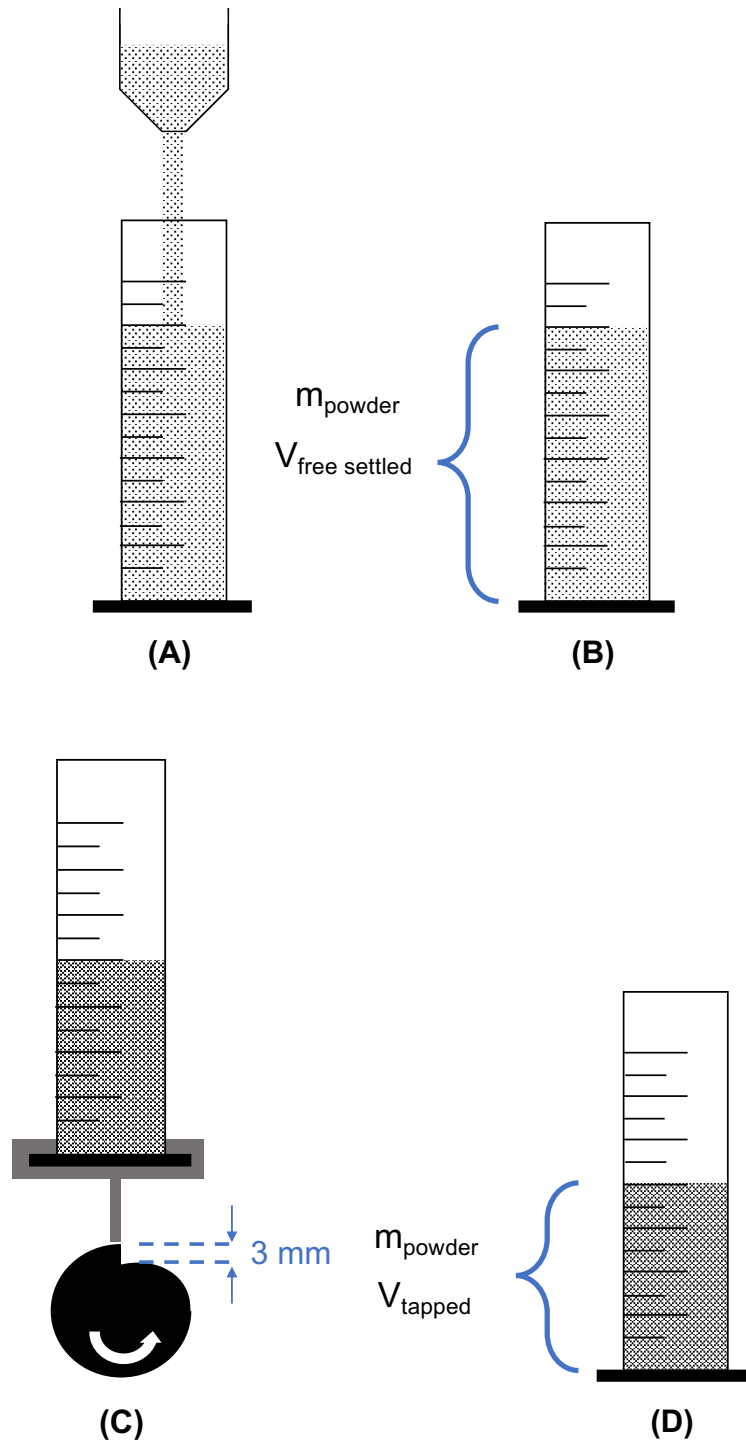 m_powder
V_free settled
(A)
(B)
3 mm
m_powder
V_tapped
(C)
(D)